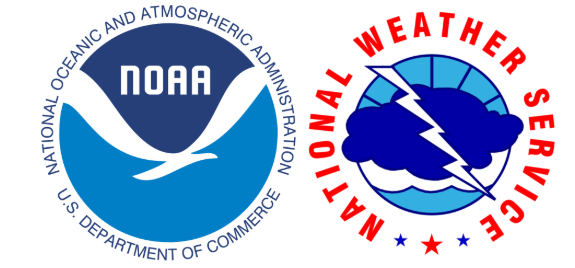 NATIONAL OCEANIC AND ATMOSPHERIC ADMINISTRATION
NOAA
U.S. DEPARTMENT OF COMMERCE
NATIONAL WEATHER SERVICE